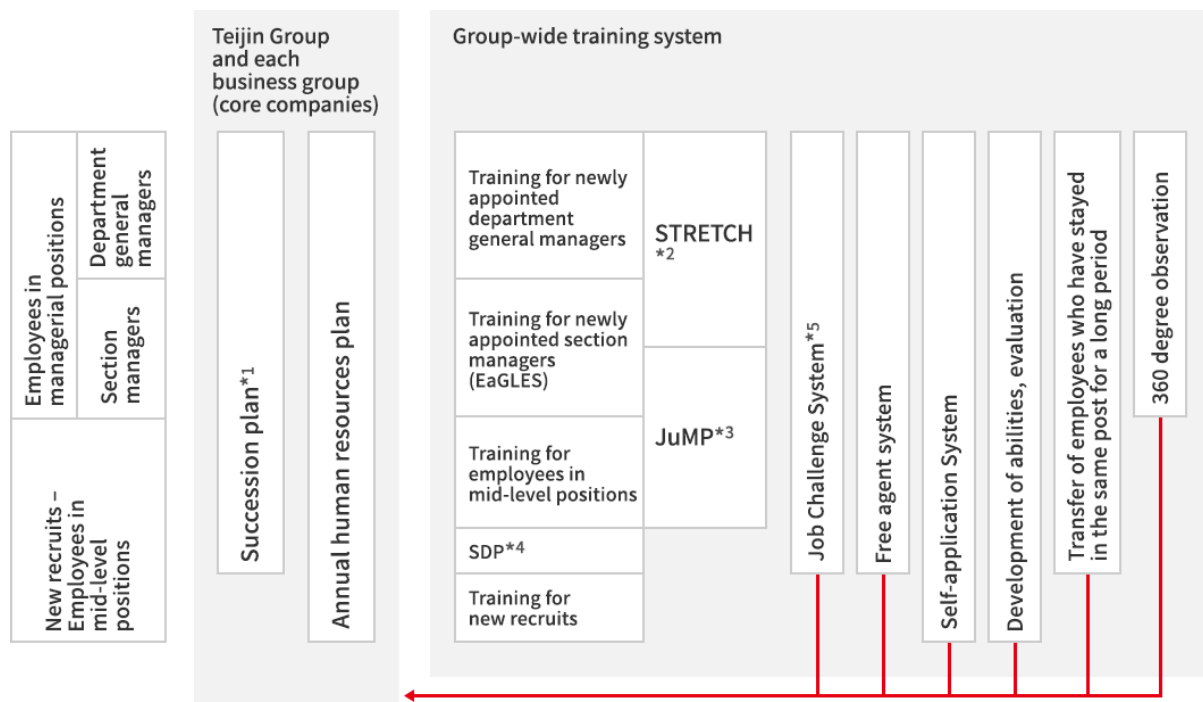 Teijin Group
and each
business group
(core companies)
Group-wide training system
Employees in
managerial positions
Department
general
managers
Section
managers
New recruits –
Employees in
mid-level
positions
Succession plan*1
Annual human resources plan
Training for newly
appointed
department
general managers
STRETCH
*2
Training for newly
appointed section
managers
(EaGLES)
JuMP*3
Training for
employees in
mid-level positions
SDP*4
Training for
new recruits
Job Challenge System*5
Free agent system
Self-application System
Development of abilities, evaluation
Transfer of employees who have stayed
in the same post for a long period
360 degree observation